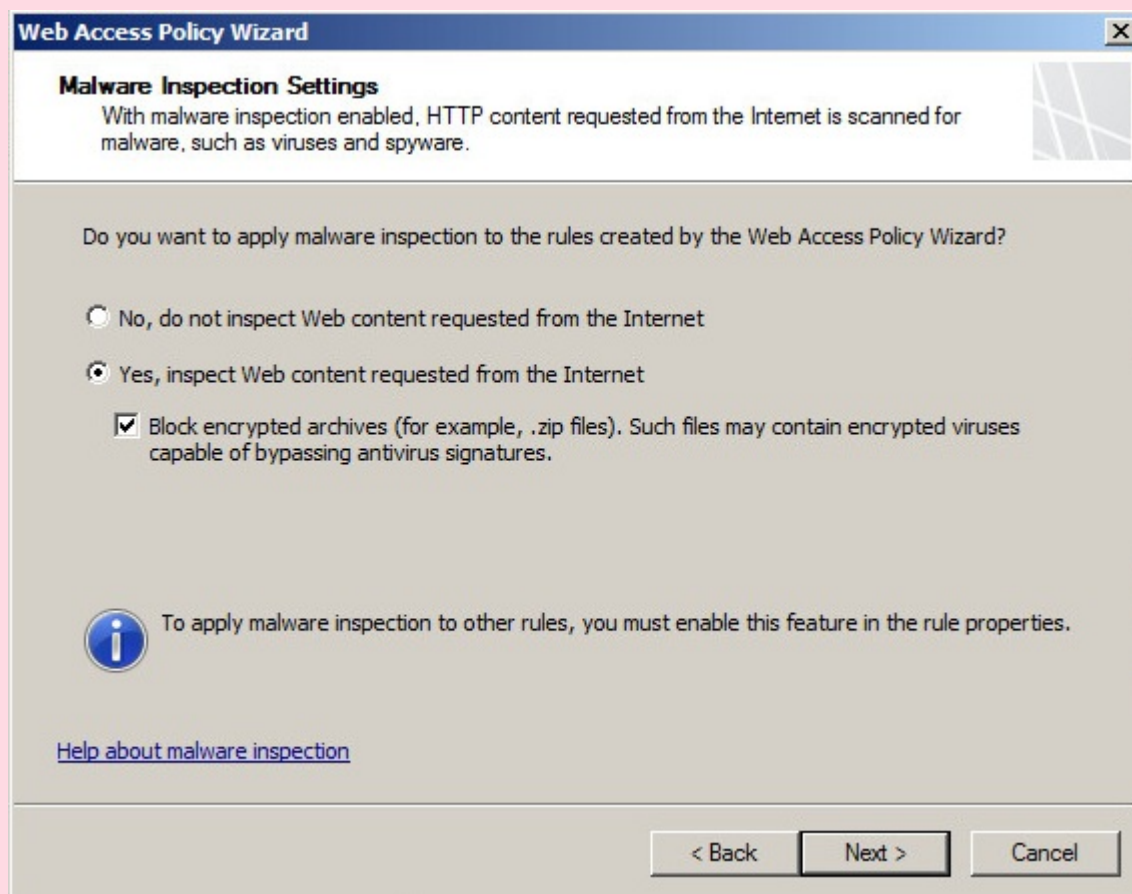 Web Access Policy Wizard
Malware Inspection Settings
With malware inspection enabled, HTTP content requested from the Internet is scanned for
malware, such as viruses and spyware.
Do you want to apply malware inspection to the rules created by the Web Access Policy Wizard?
No, do not inspect Web content requested from the Internet
Yes, inspect Web content requested from the Internet
Block encrypted archives (for example, .zip files). Such files may contain encrypted viruses
capable of bypassing antivirus signatures.
To apply malware inspection to other rules, you must enable this feature in the rule properties.
Help about malware inspection
< Back Next > Cancel